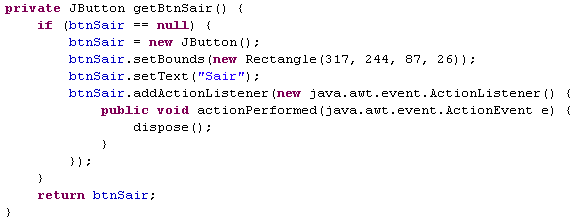 private JButton getBtnSair() {
    if (btnSair == null) {
        btnSair = new JButton();
        btnSair.setBounds(new Rectangle(317, 244, 87, 26));
        btnSair.setText("Sair");
        btnSair.addActionListener(new java.awt.event.ActionListener() {
            public void actionPerformed(java.awt.event.ActionEvent e) {
                dispose();
            }
        });
    }
    return btnSair;
}